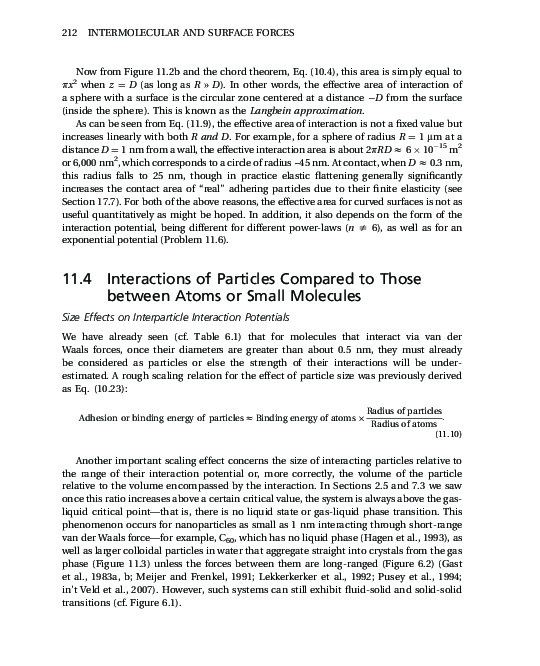 212 INTERMOLECULAR AND SURFACE FORCES
Now from Figure 11.2b and the chord theorem, Eq. (10.4), this area is simply equal to
πx² when z = D (as long as R » D). In other words, the effective area of interaction of
a sphere with a surface is the circular zone centered at a distance –D from the surface
(inside the sphere). This is known as the Langbein approximation.
As can be seen from Eq. (11.9), the effective area of interaction is not a fixed value but
increases linearly with both R and D. For example, for a sphere of radius R = 1 μm at a
distance D = 1 nm from a wall, the effective interaction area is about 2πRD ≈ 6 × 10⁻¹⁵ m²
or 6,000 nm², which corresponds to a circle of radius ~45 nm. At contact, when D ≈ 0.3 nm,
this radius falls to 25 nm, though in practice elastic flattening generally significantly
increases the contact area of "real" adhering particles due to their finite elasticity (see
Section 17.7). For both of the above reasons, the effective area for curved surfaces is not as
useful quantitatively as might be hoped. In addition, it also depends on the form of the
interaction potential, being different for different power-laws (n ≠ 6), as well as for an
exponential potential (Problem 11.6).
11.4 Interactions of Particles Compared to Those
between Atoms or Small Molecules
Size Effects on Interparticle Interaction Potentials
We have already seen (cf. Table 6.1) that for molecules that interact via van der
Waals forces, once their diameters are greater than about 0.5 nm, they must already
be considered as particles or else the strength of their interactions will be under-
estimated. A rough scaling relation for the effect of particle size was previously derived
as Eq. (10.23):
Adhesion or binding energy of particles ≈ Binding energy of atoms × Radius of particles / Radius of atoms.
(11.10)
Another important scaling effect concerns the size of interacting particles relative to
the range of their interaction potential or, more correctly, the volume of the particle
relative to the volume encompassed by the interaction. In Sections 2.5 and 7.3 we saw
once this ratio increases above a certain critical value, the system is always above the gas-
liquid critical point—that is, there is no liquid state or gas-liquid phase transition. This
phenomenon occurs for nanoparticles as small as 1 nm interacting through short-range
van der Waals force—for example, C₆₀, which has no liquid phase (Hagen et al., 1993), as
well as larger colloidal particles in water that aggregate straight into crystals from the gas
phase (Figure 11.3) unless the forces between them are long-ranged (Figure 6.2) (Gast
et al., 1983a, b; Meijer and Frenkel, 1991; Lekkerkerker et al., 1992; Pusey et al., 1994;
in't Veld et al., 2007). However, such systems can still exhibit fluid-solid and solid-solid
transitions (cf. Figure 6.1).